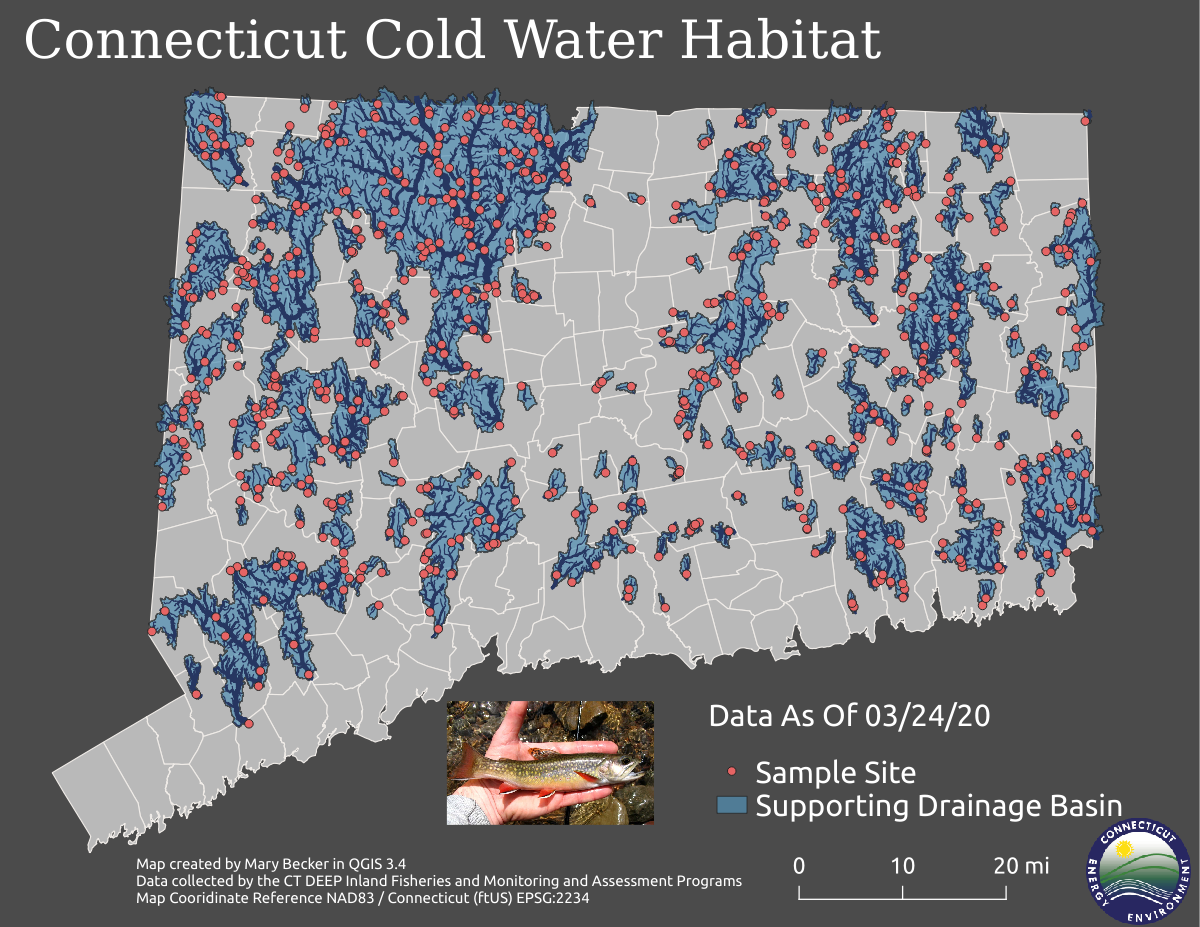 Connecticut Cold Water Habitat
Data As Of 03/24/20
Sample Site
Supporting Drainage Basin
0 10 20 mi
Map created by Mary Becker in QGIS 3.4
Data collected by the CT DEEP Inland Fisheries and Monitoring and Assessment Programs
Map Cooridinate Reference NAD83 / Connecticut (ftUS) EPSG:2234
CONNECTICUT
ENERGY
ENVIRONMENT